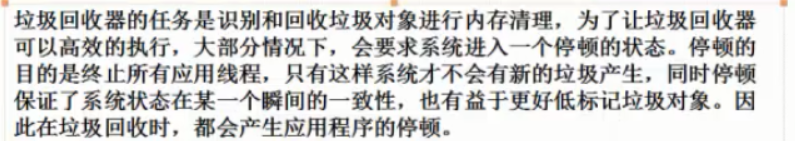 垃圾回收器的任务是识别和回收垃圾对象进行内存清理，为了让垃圾回收器
可以高效的执行，大部分情况下，会要求系统进入一个停顿的状态。停顿的
目的是终止所有应用线程，只有这样系统才不会有新的垃圾产生，同时停顿
保证了系统状态在某一个瞬间的一致性，也有益于更好低标记垃圾对象。因
此在垃圾回收时，都会产生应用程序的停顿。